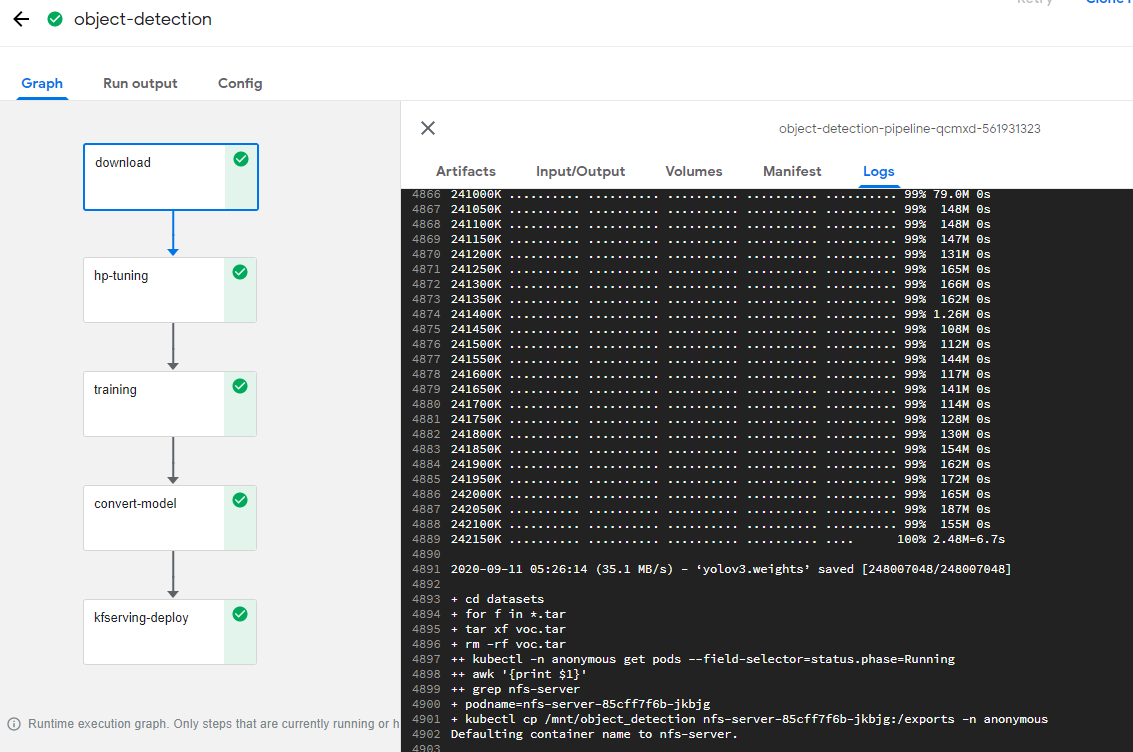 Retry Clone r
object-detection
Graph Run output Config
download
hp-tuning
training
convert-model
kfserving-deploy
Runtime execution graph. Only steps that are currently running or h
object-detection-pipeline-qcmxd-561931323
Artifacts Input/Output Volumes Manifest Logs
4866 241000K .......... .......... .......... .......... .......... 99% 79.0M 0s
4867 241050K .......... .......... .......... .......... .......... 99% 148M 0s
4868 241100K .......... .......... .......... .......... .......... 99% 148M 0s
4869 241150K .......... .......... .......... .......... .......... 99% 147M 0s
4870 241200K .......... .......... .......... .......... .......... 99% 131M 0s
4871 241250K .......... .......... .......... .......... .......... 99% 165M 0s
4872 241300K .......... .......... .......... .......... .......... 99% 166M 0s
4873 241350K .......... .......... .......... .......... .......... 99% 162M 0s
4874 241400K .......... .......... .......... .......... .......... 99% 1.26M 0s
4875 241450K .......... .......... .......... .......... .......... 99% 108M 0s
4876 241500K .......... .......... .......... .......... .......... 99% 112M 0s
4877 241550K .......... .......... .......... .......... .......... 99% 144M 0s
4878 241600K .......... .......... .......... .......... .......... 99% 117M 0s
4879 241650K .......... .......... .......... .......... .......... 99% 141M 0s
4880 241700K .......... .......... .......... .......... .......... 99% 114M 0s
4881 241750K .......... .......... .......... .......... .......... 99% 128M 0s
4882 241800K .......... .......... .......... .......... .......... 99% 130M 0s
4883 241850K .......... .......... .......... .......... .......... 99% 154M 0s
4884 241900K .......... .......... .......... .......... .......... 99% 162M 0s
4885 241950K .......... .......... .......... .......... .......... 99% 172M 0s
4886 242000K .......... .......... .......... .......... .......... 99% 165M 0s
4887 242050K .......... .......... .......... .......... .......... 99% 187M 0s
4888 242100K .......... .......... .......... .......... .......... 99% 155M 0s
4889 242150K .......... .......... .......... .......... .... 100% 2.48M=6.7s
4890
4891 2020-09-11 05:26:14 (35.1 MB/s) - ‘yolov3.weights’ saved [248007048/248007048]
4892
4893 + cd datasets
4894 + for f in *.tar
4895 + tar xf voc.tar
4896 + rm -rf voc.tar
4897 ++ kubectl -n anonymous get pods --field-selector=status.phase=Running
4898 ++ awk '{print $1}'
4899 ++ grep nfs-server
4900 + podname=nfs-server-85cff7f6b-jkbjg
4901 + kubectl cp /mnt/object_detection nfs-server-85cff7f6b-jkbjg:/exports -n anonymous
4902 Defaulting container name to nfs-server.
4903